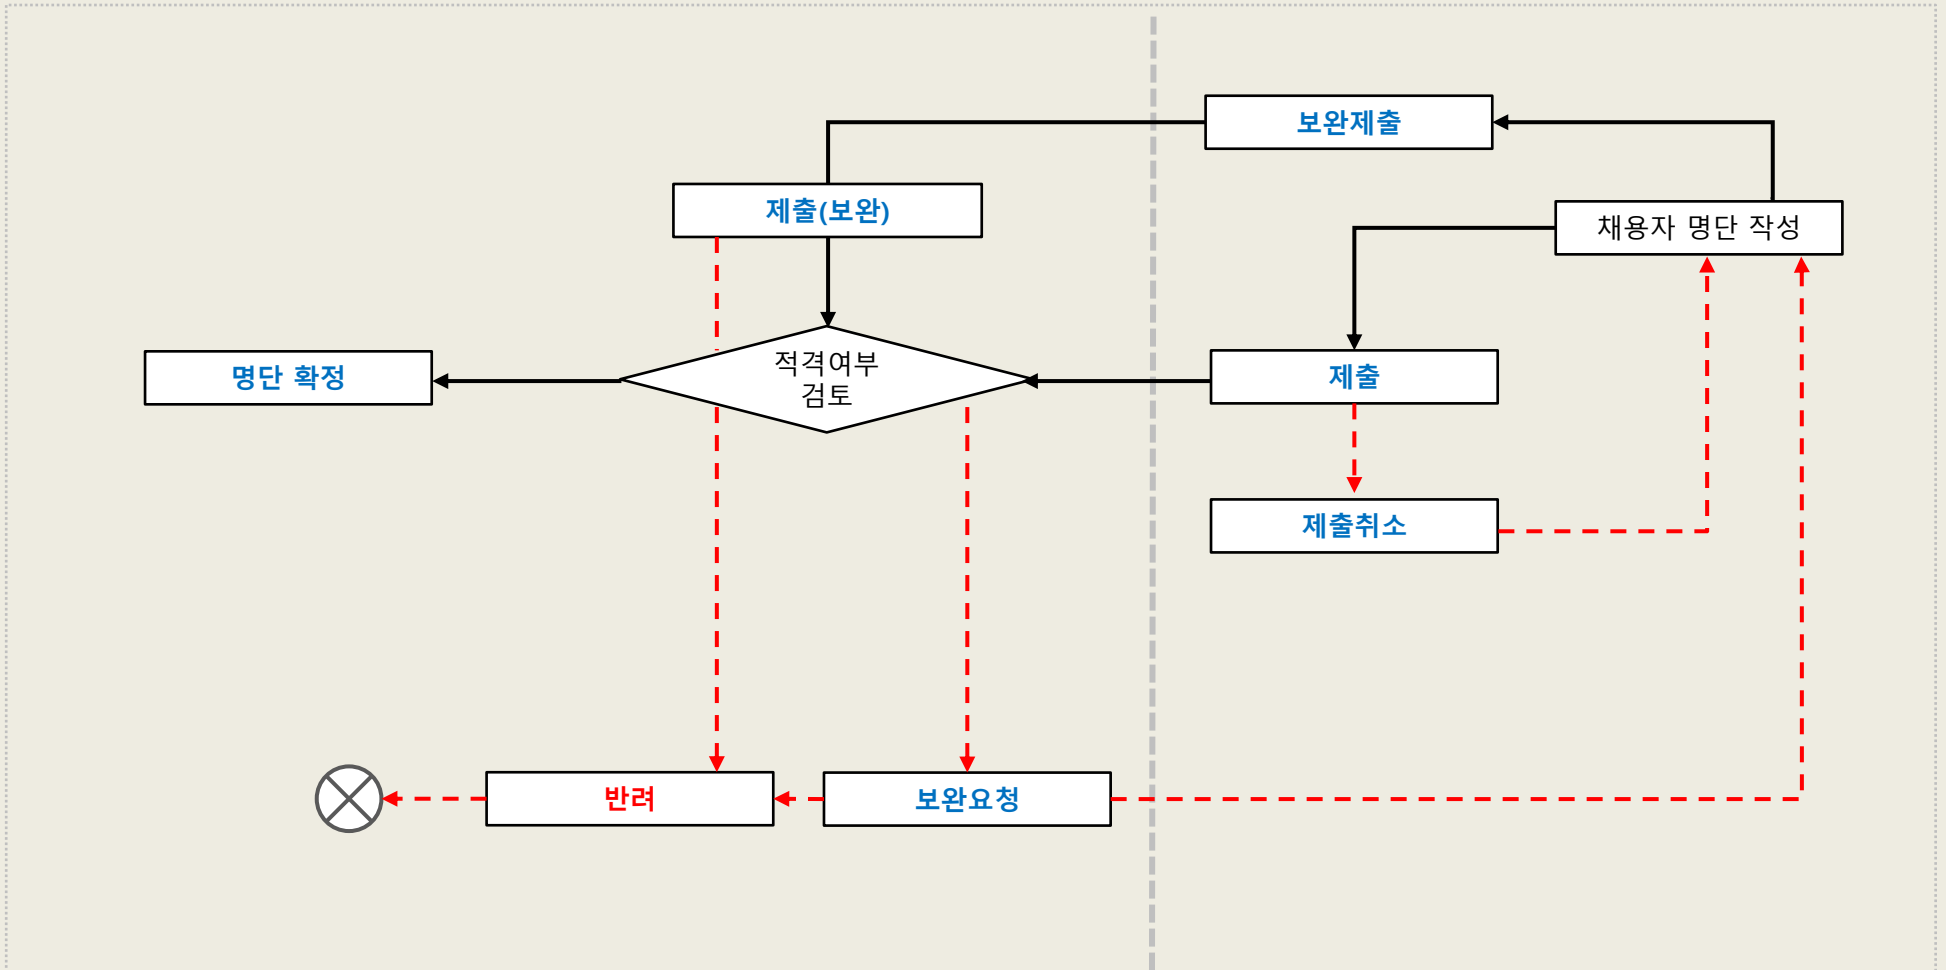 보완제출
제출(보완)
채용자 명단 작성
적격여부
검토
명단 확정
제출
제출취소
반려
보완요청